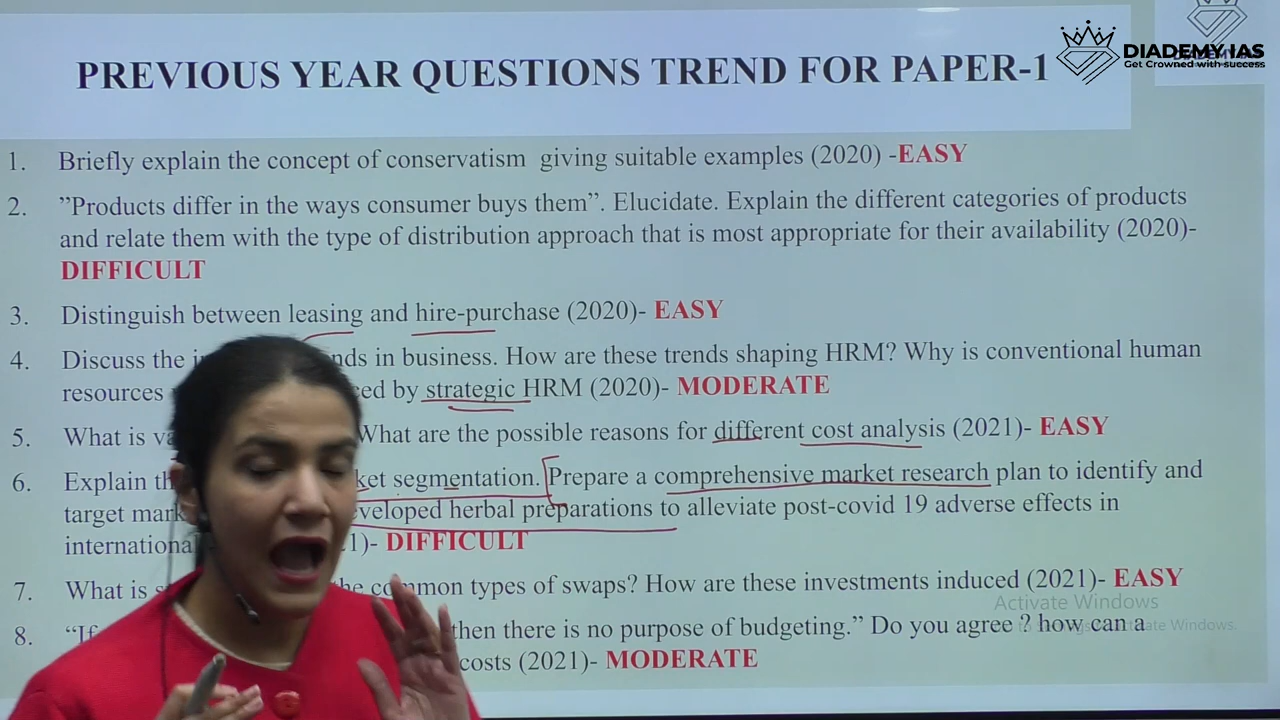 PREVIOUS YEAR QUESTIONS TREND FOR PAPER-1
DIADEMY IAS
Get Crowned with success
1. Briefly explain the concept of conservatism giving suitable examples (2020) -EASY
2. ”Products differ in the ways consumer buys them”. Elucidate. Explain the different categories of products
and relate them with the type of distribution approach that is most appropriate for their availability (2020)-
DIFFICULT
3. Distinguish between leasing and hire-purchase (2020)- EASY
4. Discuss the nds in business. How are these trends shaping HRM? Why is conventional human
resources ced by strategic HRM (2020)- MODERATE
5. What is va What are the possible reasons for different cost analysis (2021)- EASY
6. Explain th ket segmentation. Prepare a comprehensive market research plan to identify and
target mark veloped herbal preparations to alleviate post-covid 19 adverse effects in
international 1)- DIFFICULT
7. What is s he common types of swaps? How are these investments induced (2021)- EASY
Activate Windows
8. “If then there is no purpose of budgeting.” Do you agree ? how can a
costs (2021)- MODERATE